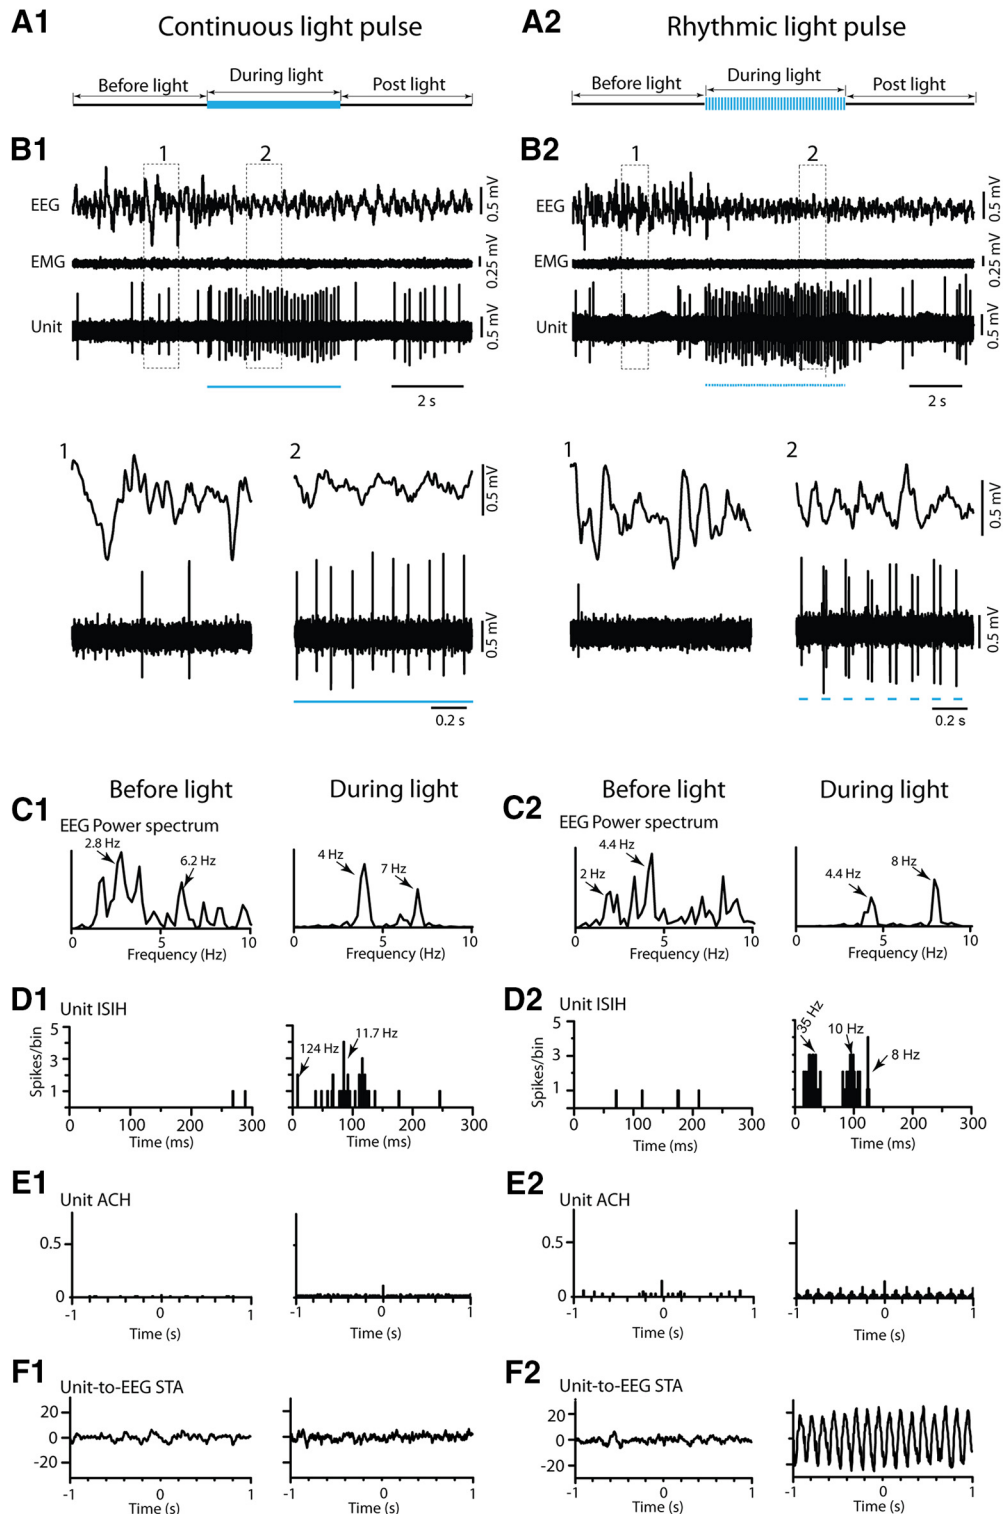 A1 Continuous light pulse A2 Rhythmic light pulse
Before light During light Post light Before light During light Post light
B1 1 2 B2 1 2
EEG 0.5 mV EEG 0.5 mV
EMG 0.25 mV EMG 0.25 mV
Unit 0.5 mV Unit 0.5 mV
2 s 2 s
1 2 0.5 mV 1 2 0.5 mV
0.5 mV 0.5 mV
0.2 s 0.2 s
Before light During light Before light During light
C1 C2
EEG Power spectrum EEG Power spectrum
2.8 Hz 6.2 Hz 4 Hz 7 Hz 2 Hz 4.4 Hz 4.4 Hz 8 Hz
0 5 10 0 5 10 0 5 10 0 5 10
Frequency (Hz) Frequency (Hz) Frequency (Hz) Frequency (Hz)
D1 Unit ISIH D2 Unit ISIH
Spikes/bin 5 3 1 124 Hz 11.7 Hz Spikes/bin 5 3 1 35 Hz 10 Hz 8 Hz
0 100 200 300 0 100 200 300 0 100 200 300 0 100 200 300
Time (ms) Time (ms) Time (ms) Time (ms)
E1 Unit ACH E2 Unit ACH
0.5 0.5
0 0
-1 0 1 -1 0 1 -1 0 1 -1 0 1
Time (s) Time (s) Time (s) Time (s)
F1 Unit-to-EEG STA F2 Unit-to-EEG STA
20 20
0 0
-20 -20
-1 0 1 -1 0 1 -1 0 1 -1 0 1
Time (s) Time (s) Time (s) Time (s)